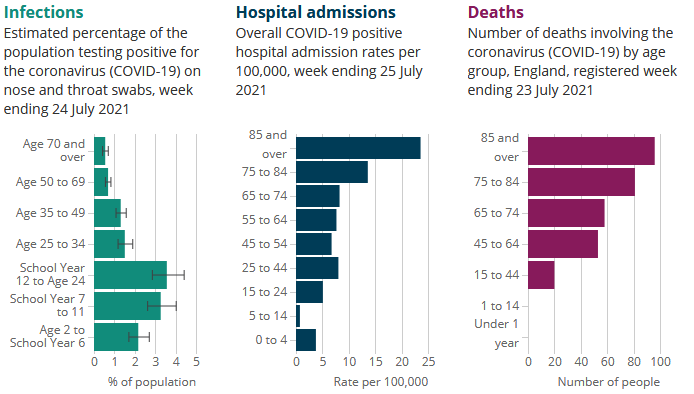 Infections
Estimated percentage of the
population testing positive for
the coronavirus (COVID-19) on
nose and throat swabs, week
ending 24 July 2021
Age 70 and
over
Age 50 to 69
Age 35 to 49
Age 25 to 34
School Year
12 to Age 24
School Year 7
to 11
Age 2 to
School Year 6
0 1 2 3 4 5
% of population
Hospital admissions
Overall COVID-19 positive
hospital admission rates per
100,000, week ending 25 July
2021
85 and
over
75 to 84
65 to 74
55 to 64
45 to 54
25 to 44
15 to 24
5 to 14
0 to 4
0 5 10 15 20 25
Rate per 100,000
Deaths
Number of deaths involving the
coronavirus (COVID-19) by age
group, England, registered week
ending 23 July 2021
85 and
over
75 to 84
65 to 74
45 to 64
15 to 44
1 to 14
Under 1
year
0 20 40 60 80 100
Number of people